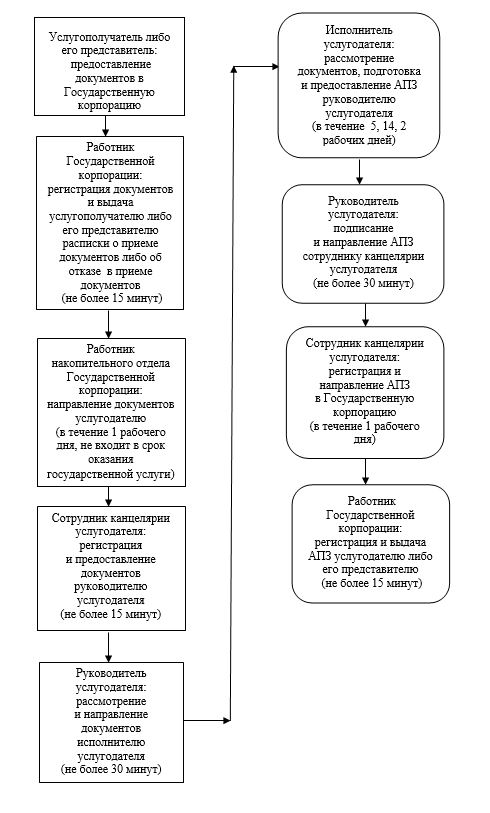 Услугополучатель либо
его представитель:
предоставление
документов в
Государственную
корпорацию
Работник
Государственной
корпорации:
регистрация документов
и выдача
услугополучателю либо
его представителю
расписки о приеме
документов либо об
отказе в приеме
документов
(не более 15 минут)
Работник
накопительного отдела
Государственной
корпорации:
направление документов
услугодателю
(в течение 1 рабочего
дня, не входит в срок
оказания
государственной услуги)
Сотрудник канцелярии
услугодателя:
регистрация
и предоставление
документов
руководителю
услугодателя
(не более 15 минут)
Руководитель
услугодателя:
рассмотрение
и направление
документов
исполнителю
услугодателя
(не более 30 минут)
Исполнитель
услугодателя:
рассмотрение
документов, подготовка
и предоставление АПЗ
руководителю
услугодателя
(в течение 5, 14, 2
рабочих дней)
Руководитель
услугодателя:
подписание
и направление АПЗ
сотруднику канцелярии
услугодателя
(не более 30 минут)
Сотрудник канцелярии
услугодателя:
регистрация и
направление АПЗ
в Государственную
корпорацию
(в течение 1 рабочего
дня)
Работник
Государственной
корпорации:
регистрация и выдача
АПЗ услугодателю либо
его представителю
(не более 15 минут)